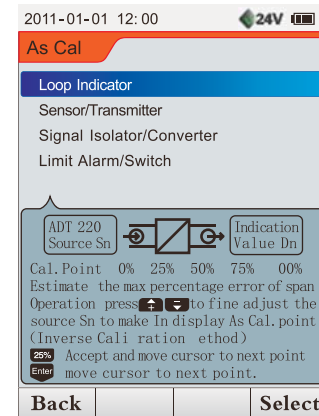 2011-01-01 12:00 24V
As Cal
Loop Indicator
Sensor/Transmitter
Signal Isolator/Converter
Limit Alarm/Switch
ADT 220 Indication
Source Sn Value Dn
Cal. Point 0% 25% 50% 75% 00%
Estimate the max percentage error of span
Operation press to fine adjust the
source Sn to make In display As Cal. point
(Inverse Cali ration ethod)
25% Accept and move cursor to next point
Enter move cursor to next point.
Back Select